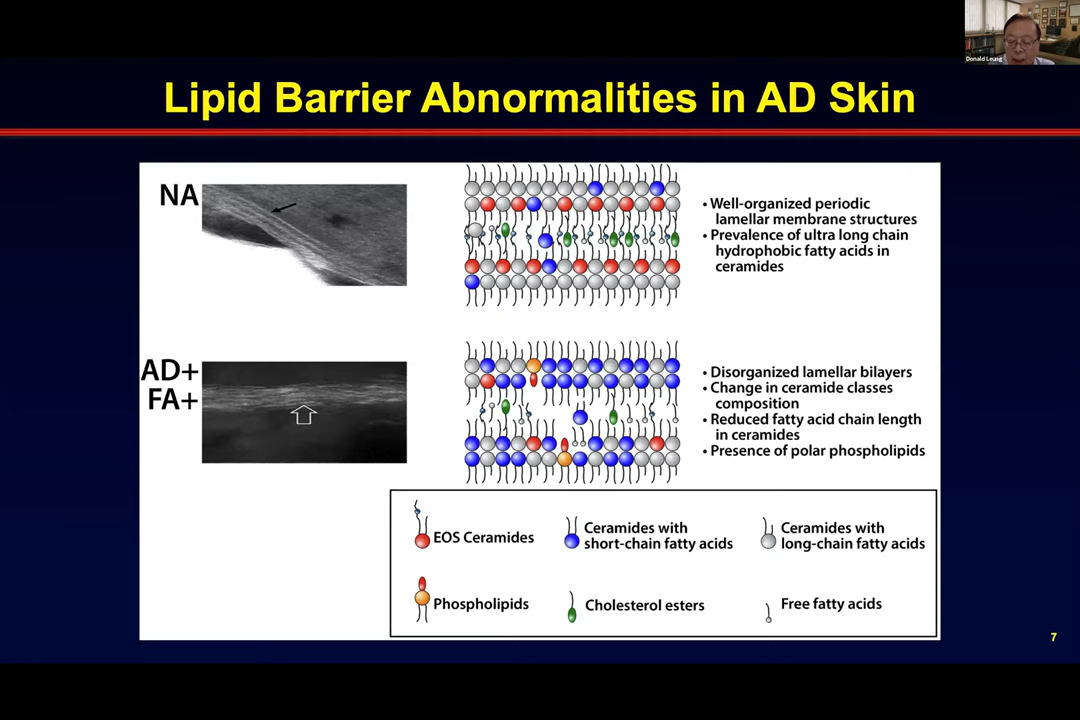 Donald Leung
Lipid Barrier Abnormalities in AD Skin
NA
• Well-organized periodic
lamellar membrane structures
• Prevalence of ultra long chain
hydrophobic fatty acids in
ceramides
AD+
FA+
• Disorganized lamellar bilayers
• Change in ceramide classes
composition
• Reduced fatty acid chain length
in ceramides
• Presence of polar phospholipids
EOS Ceramides
Ceramides with
short-chain fatty acids
Ceramides with
long-chain fatty acids
Phospholipids
Cholesterol esters
Free fatty acids
7